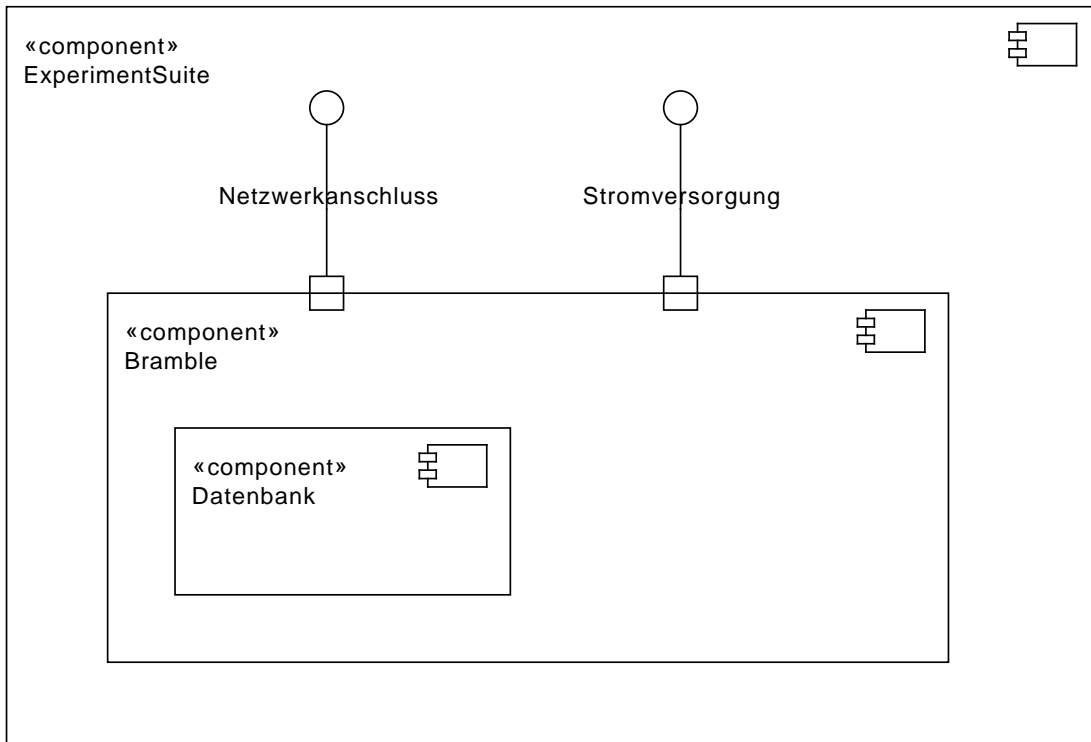 «component»
ExperimentSuite
Netzwerkanschluss
Stromversorgung
«component»
Bramble
«component»
Datenbank